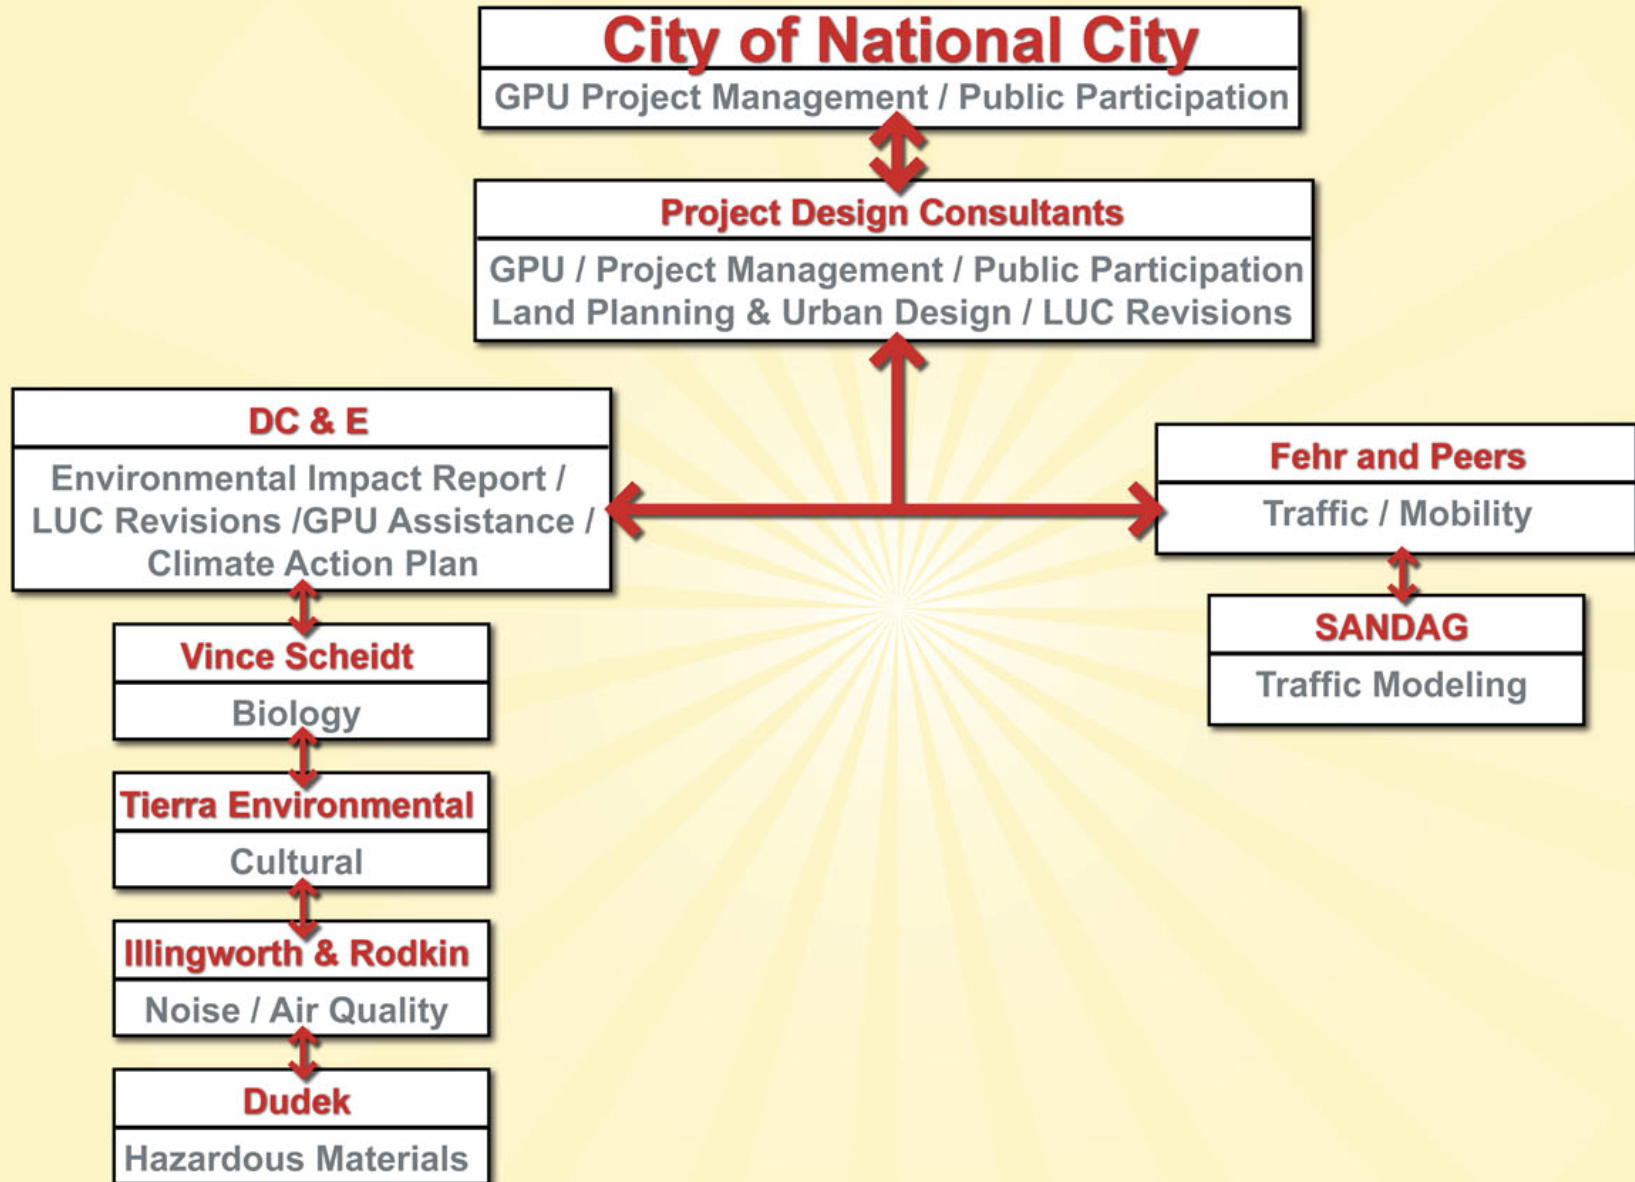 City of National City
GPU Project Management / Public Participation
Project Design Consultants
GPU / Project Management / Public Participation
Land Planning & Urban Design / LUC Revisions
DC & E
Environmental Impact Report /
LUC Revisions /GPU Assistance /
Climate Action Plan
Vince Scheidt
Biology
Tierra Environmental
Cultural
Illingworth & Rodkin
Noise / Air Quality
Dudek
Hazardous Materials
Fehr and Peers
Traffic / Mobility
SANDAG
Traffic Modeling